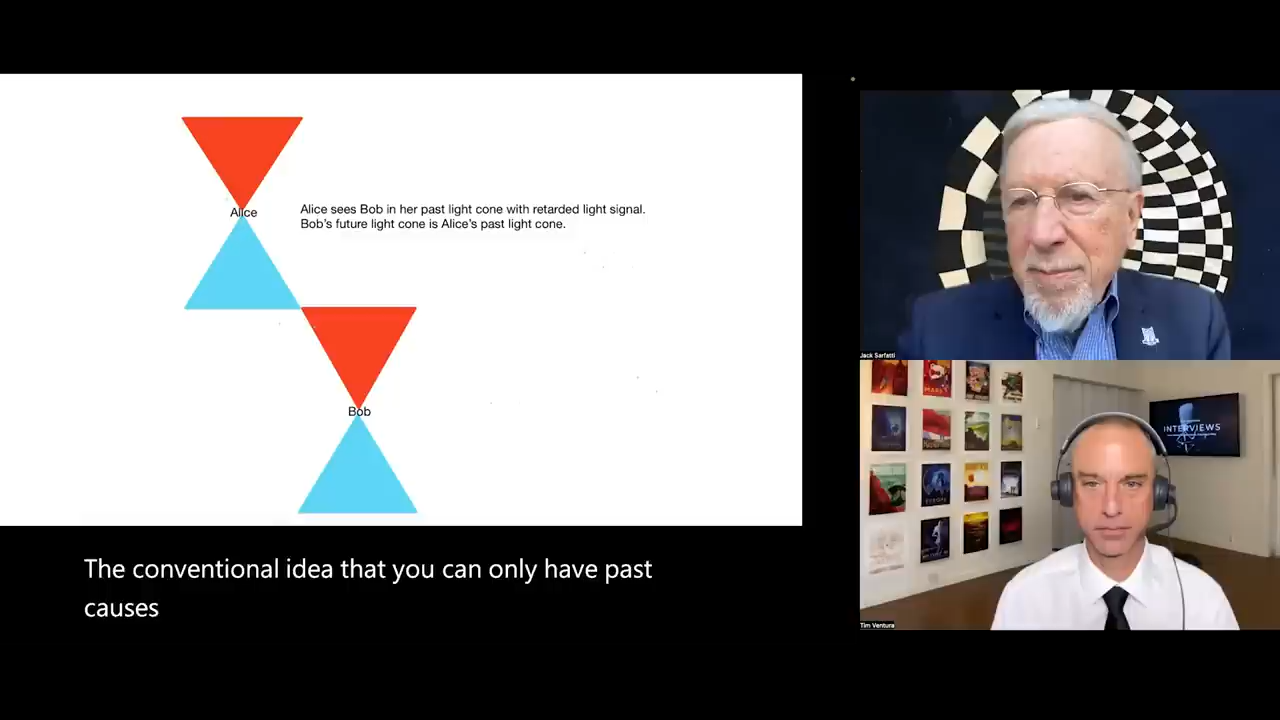 Alice
Alice sees Bob in her past light cone with retarded light signal.
Bob's future light cone is Alice's past light cone.
Bob
The conventional idea that you can only have past
causes
Jack Sarfatti
INTERVIEWS
Tim Ventura